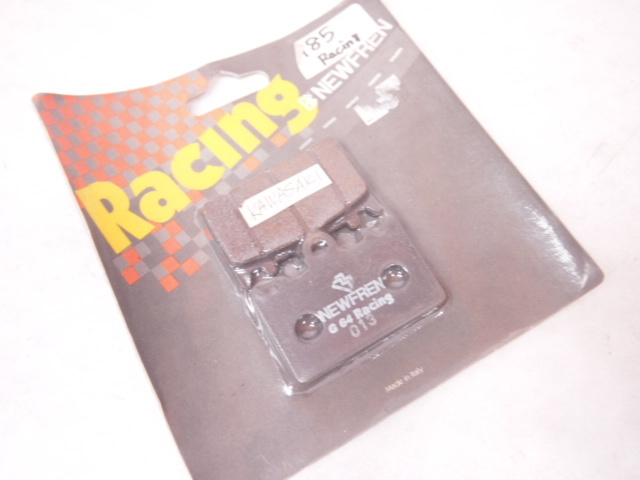 185
Racing
NEWFREN
Racing
KAWASAKI
NEWFREN
G 64 Racing
013
Made in Italy